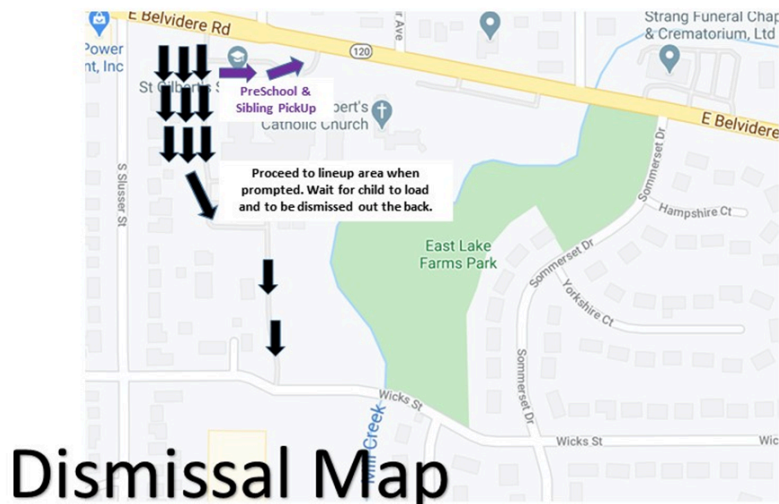 E Belvidere Rd
Power
nt, Inc
120
Strang Funeral Chap
& Crematorium, Ltd
St Gilbert's S
PreSchool &
Sibling PickUp
bert's
Catholic Church
E Belvidere
S Slusser St
Proceed to lineup area when
prompted. Wait for child to load
and to be dismissed out the back.
Sommerset Dr
Hampshire Ct
East Lake
Farms Park
Sommerset Dr
Yorkshire Ct
Sommerset Dr
Wicks St
Wicks St
Wic
Mill Creek
Dismissal Map